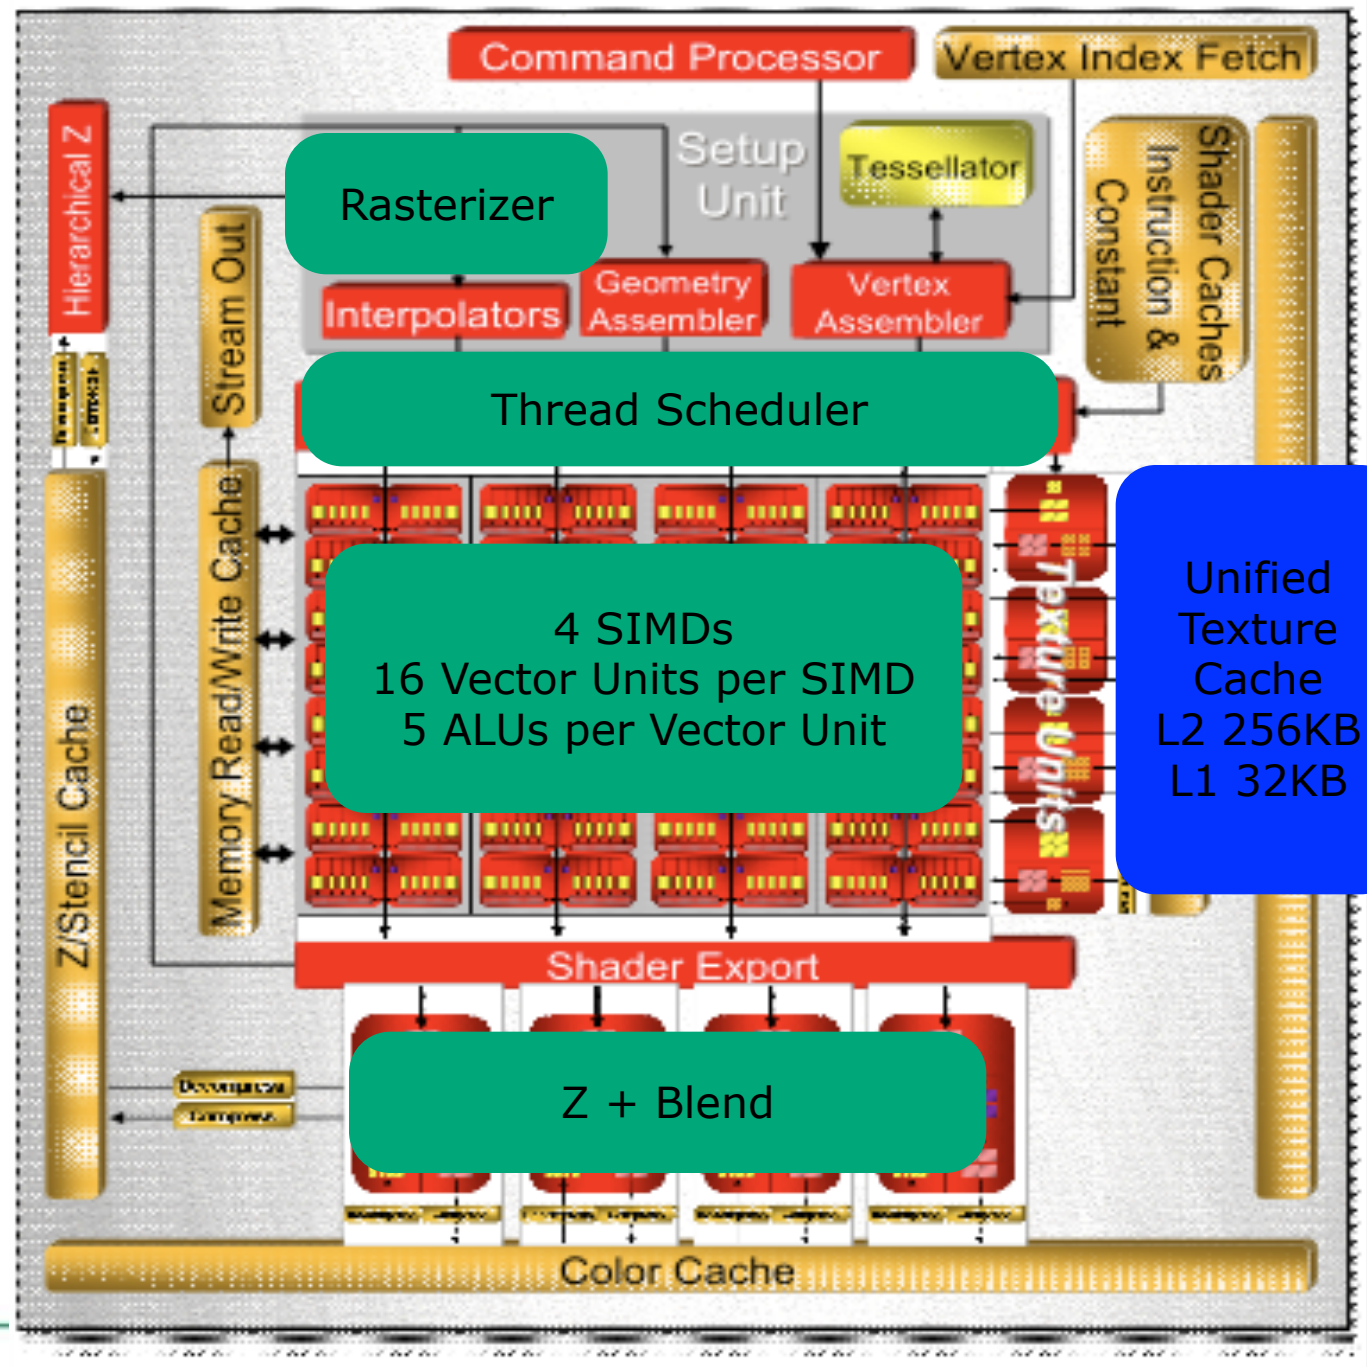 Command Processor
Vertex Index Fetch
Hierarchical Z
Setup
Unit
Tessellator
Rasterizer
Shader Caches
Instruction &
Constant
Stream Out
Interpolators
Geometry
Assembler
Vertex
Assembler
Thread Scheduler
Memory Read/Write Cache
Z/Stencil Cache
4 SIMDs
16 Vector Units per SIMD
5 ALUs per Vector Unit
Texture Units
Unified
Texture
Cache
L2 256KB
L1 32KB
Shader Export
Decompress
Compress
Z + Blend
Color Cache